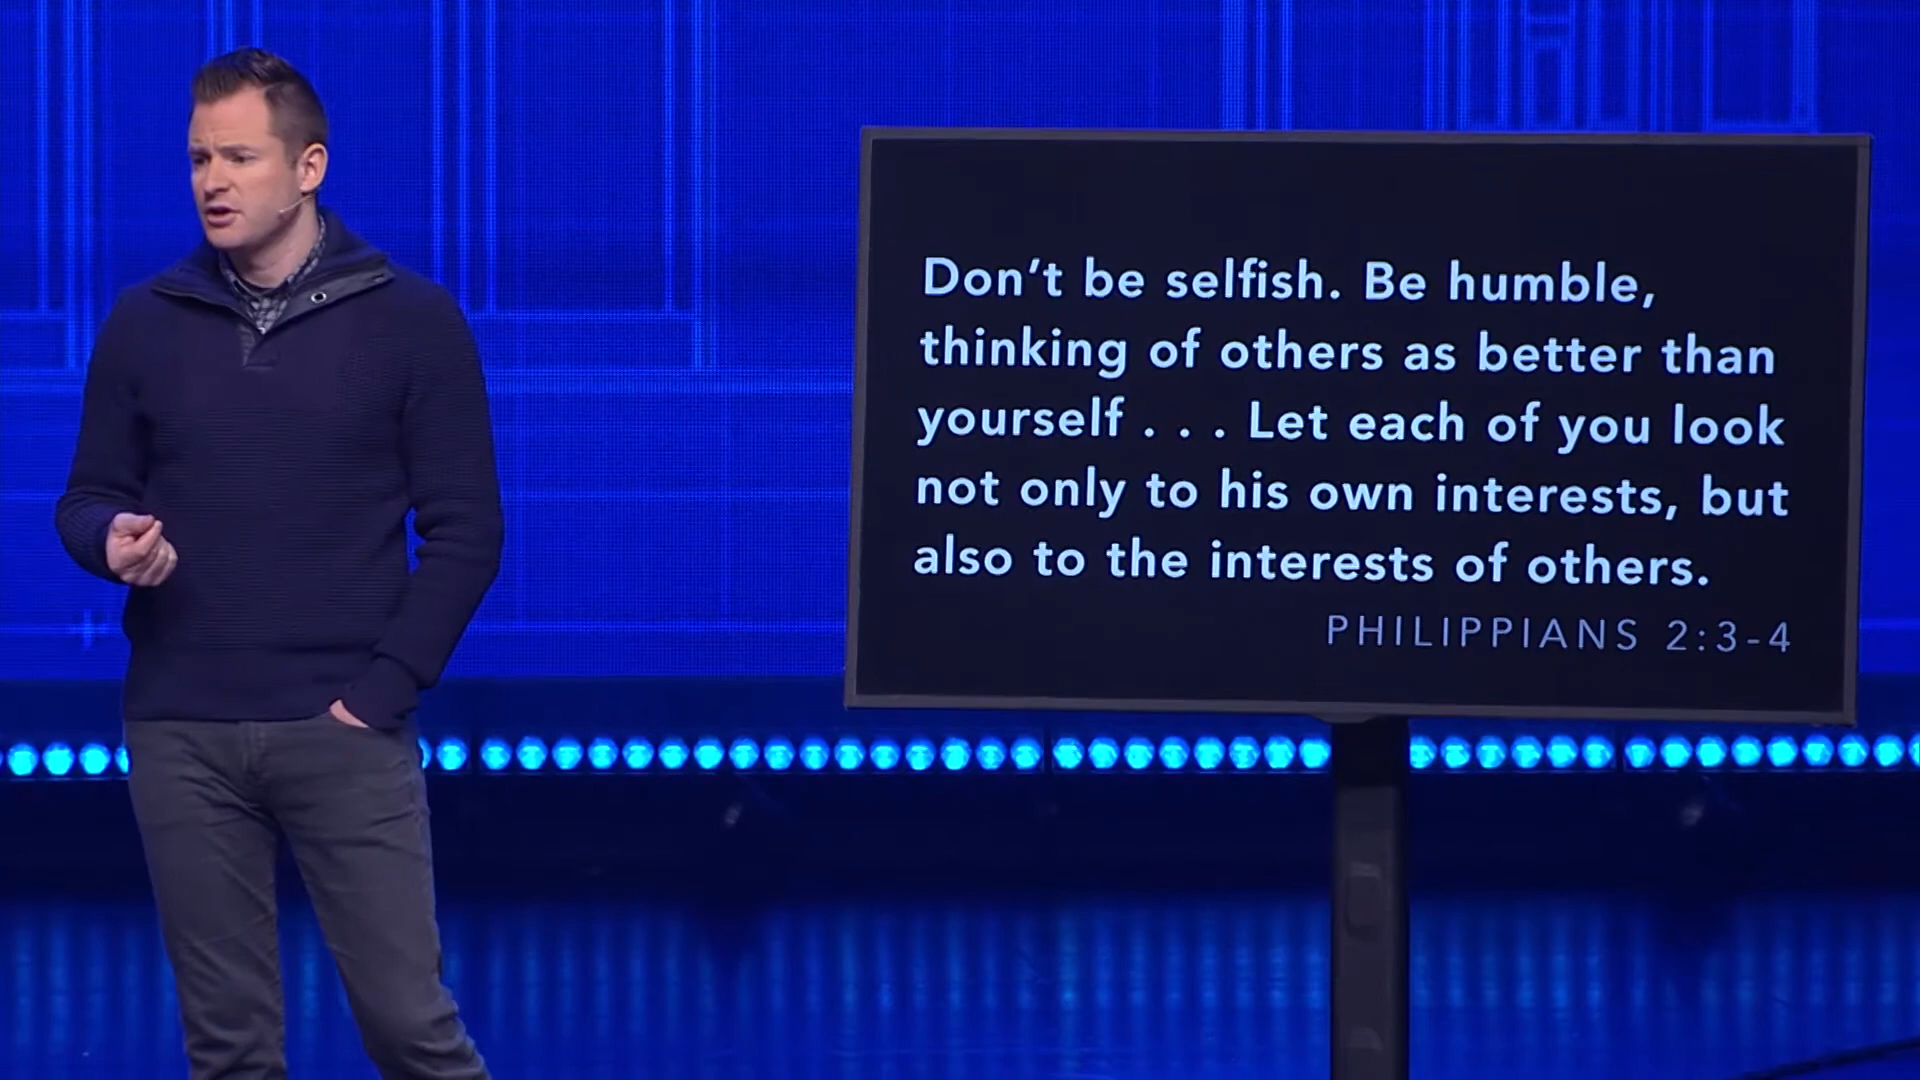 Don’t be selfish. Be humble,
thinking of others as better than
yourself . . . Let each of you look
not only to his own interests, but
also to the interests of others.
PHILIPPIANS 2:3-4